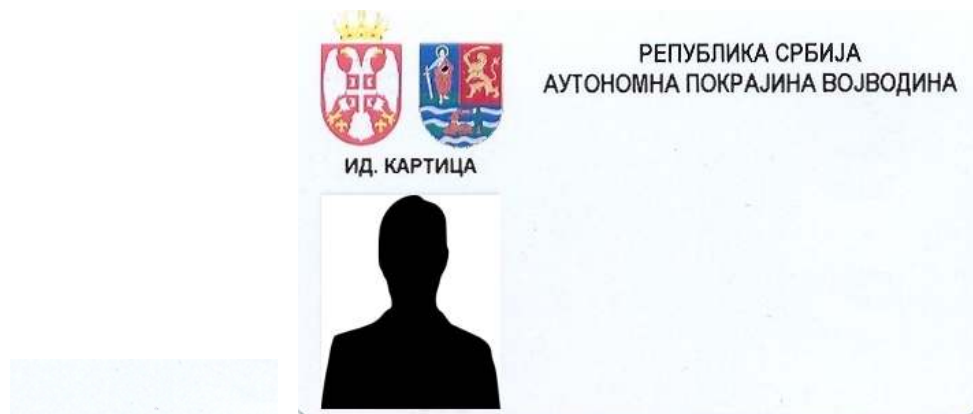 РЕПУБЛИКА СРБИЈА
АУТОНОМНА ПОКРАЈИНА ВОЈВОДИНА
ИД. КАРТИЦА